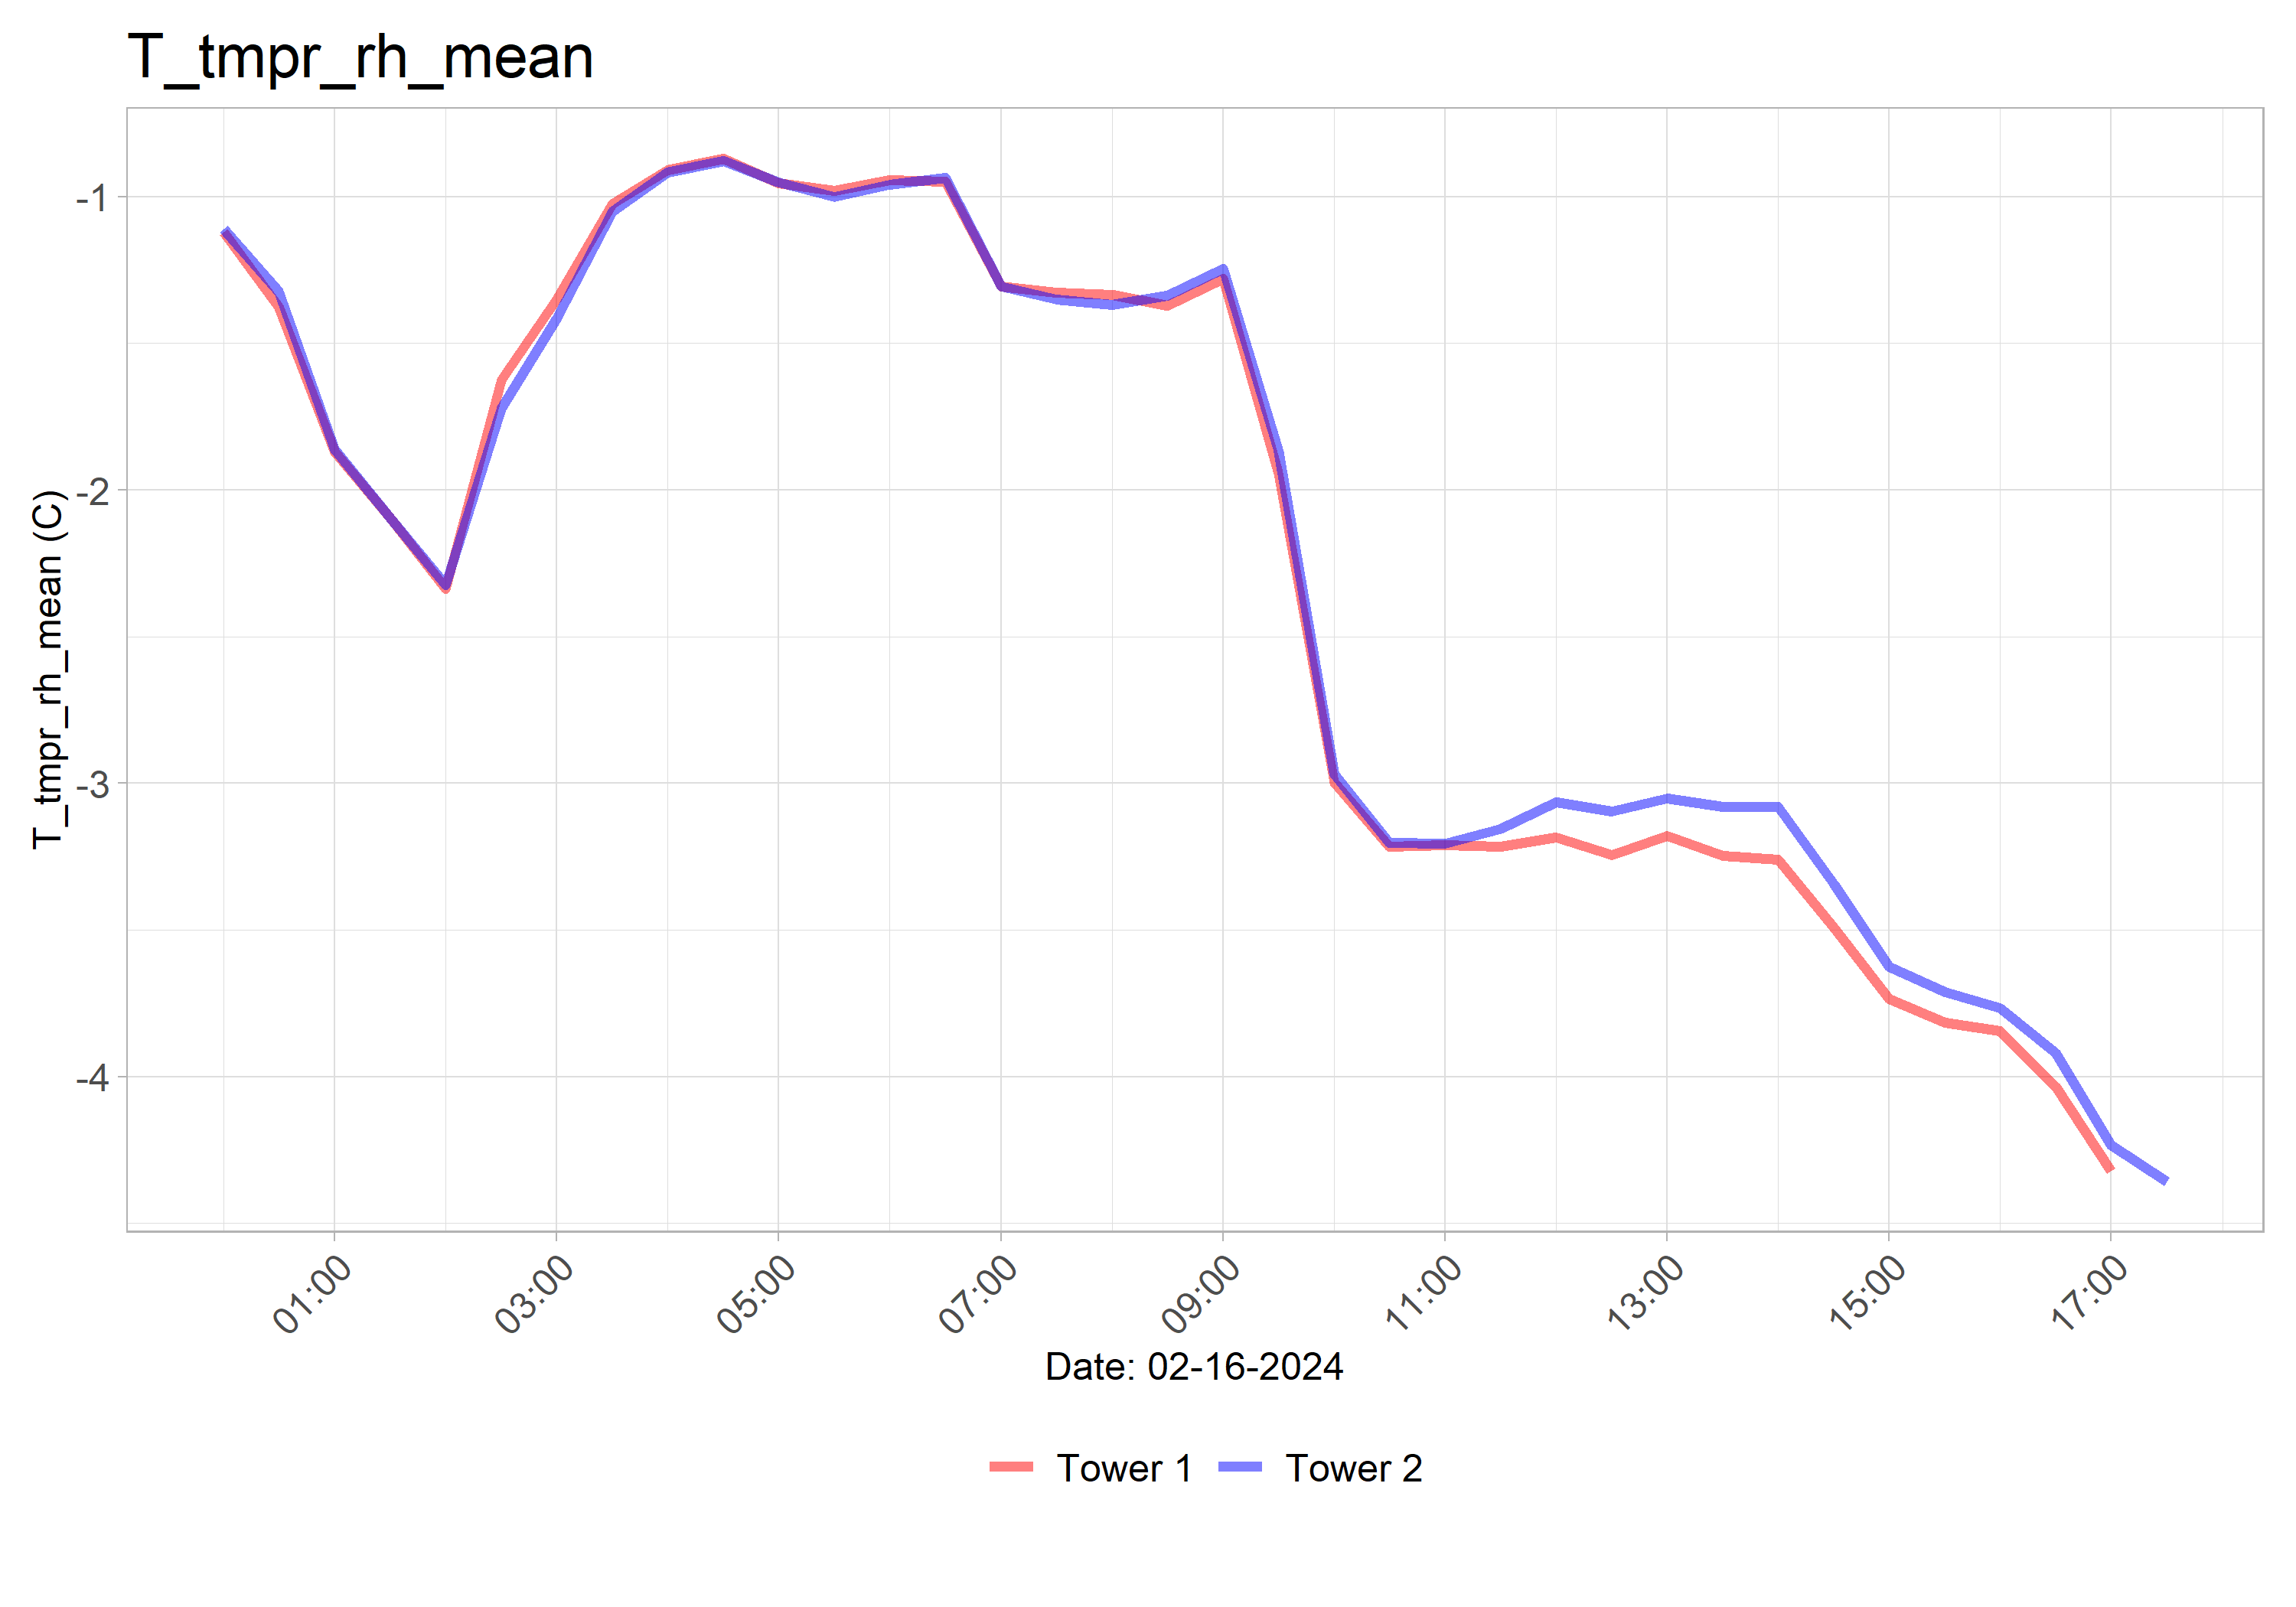 T_tmpr_rh_mean
T_tmpr_rh_mean (C)
-1
-2
-3
-4
01:00
03:00
05:00
07:00
09:00
11:00
13:00
15:00
17:00
Date: 02-16-2024
Tower 1
Tower 2